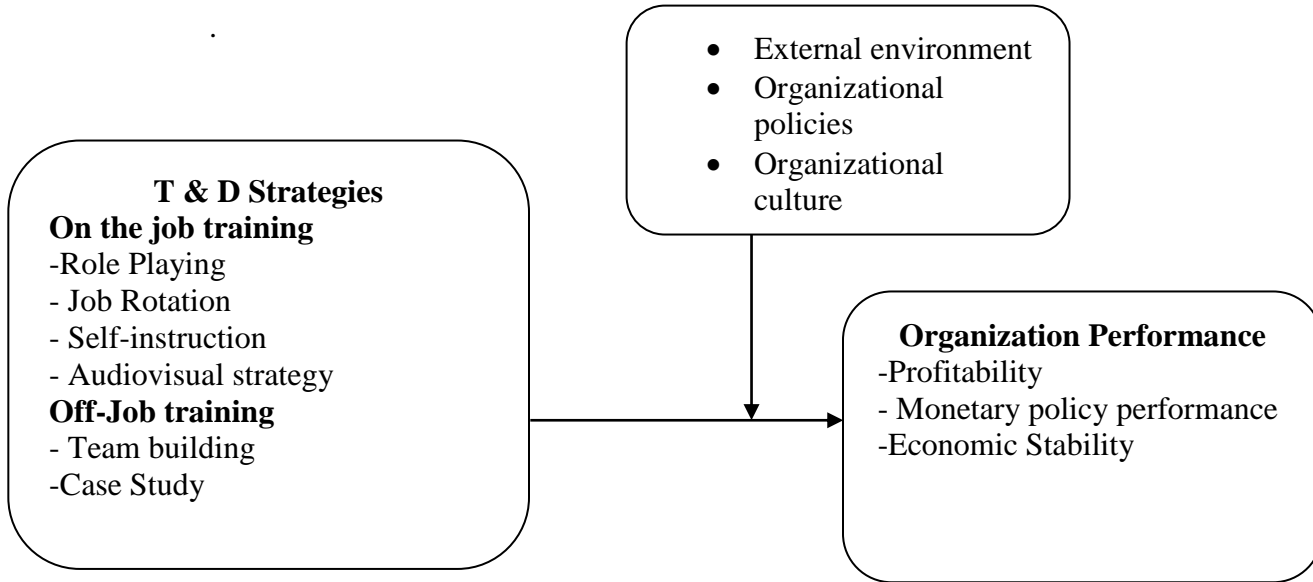 • External environment
• Organizational
policies
• Organizational
culture
T & D Strategies
On the job training
-Role Playing
- Job Rotation
- Self-instruction
- Audiovisual strategy
Off-Job training
- Team building
-Case Study
Organization Performance
-Profitability
- Monetary policy performance
-Economic Stability